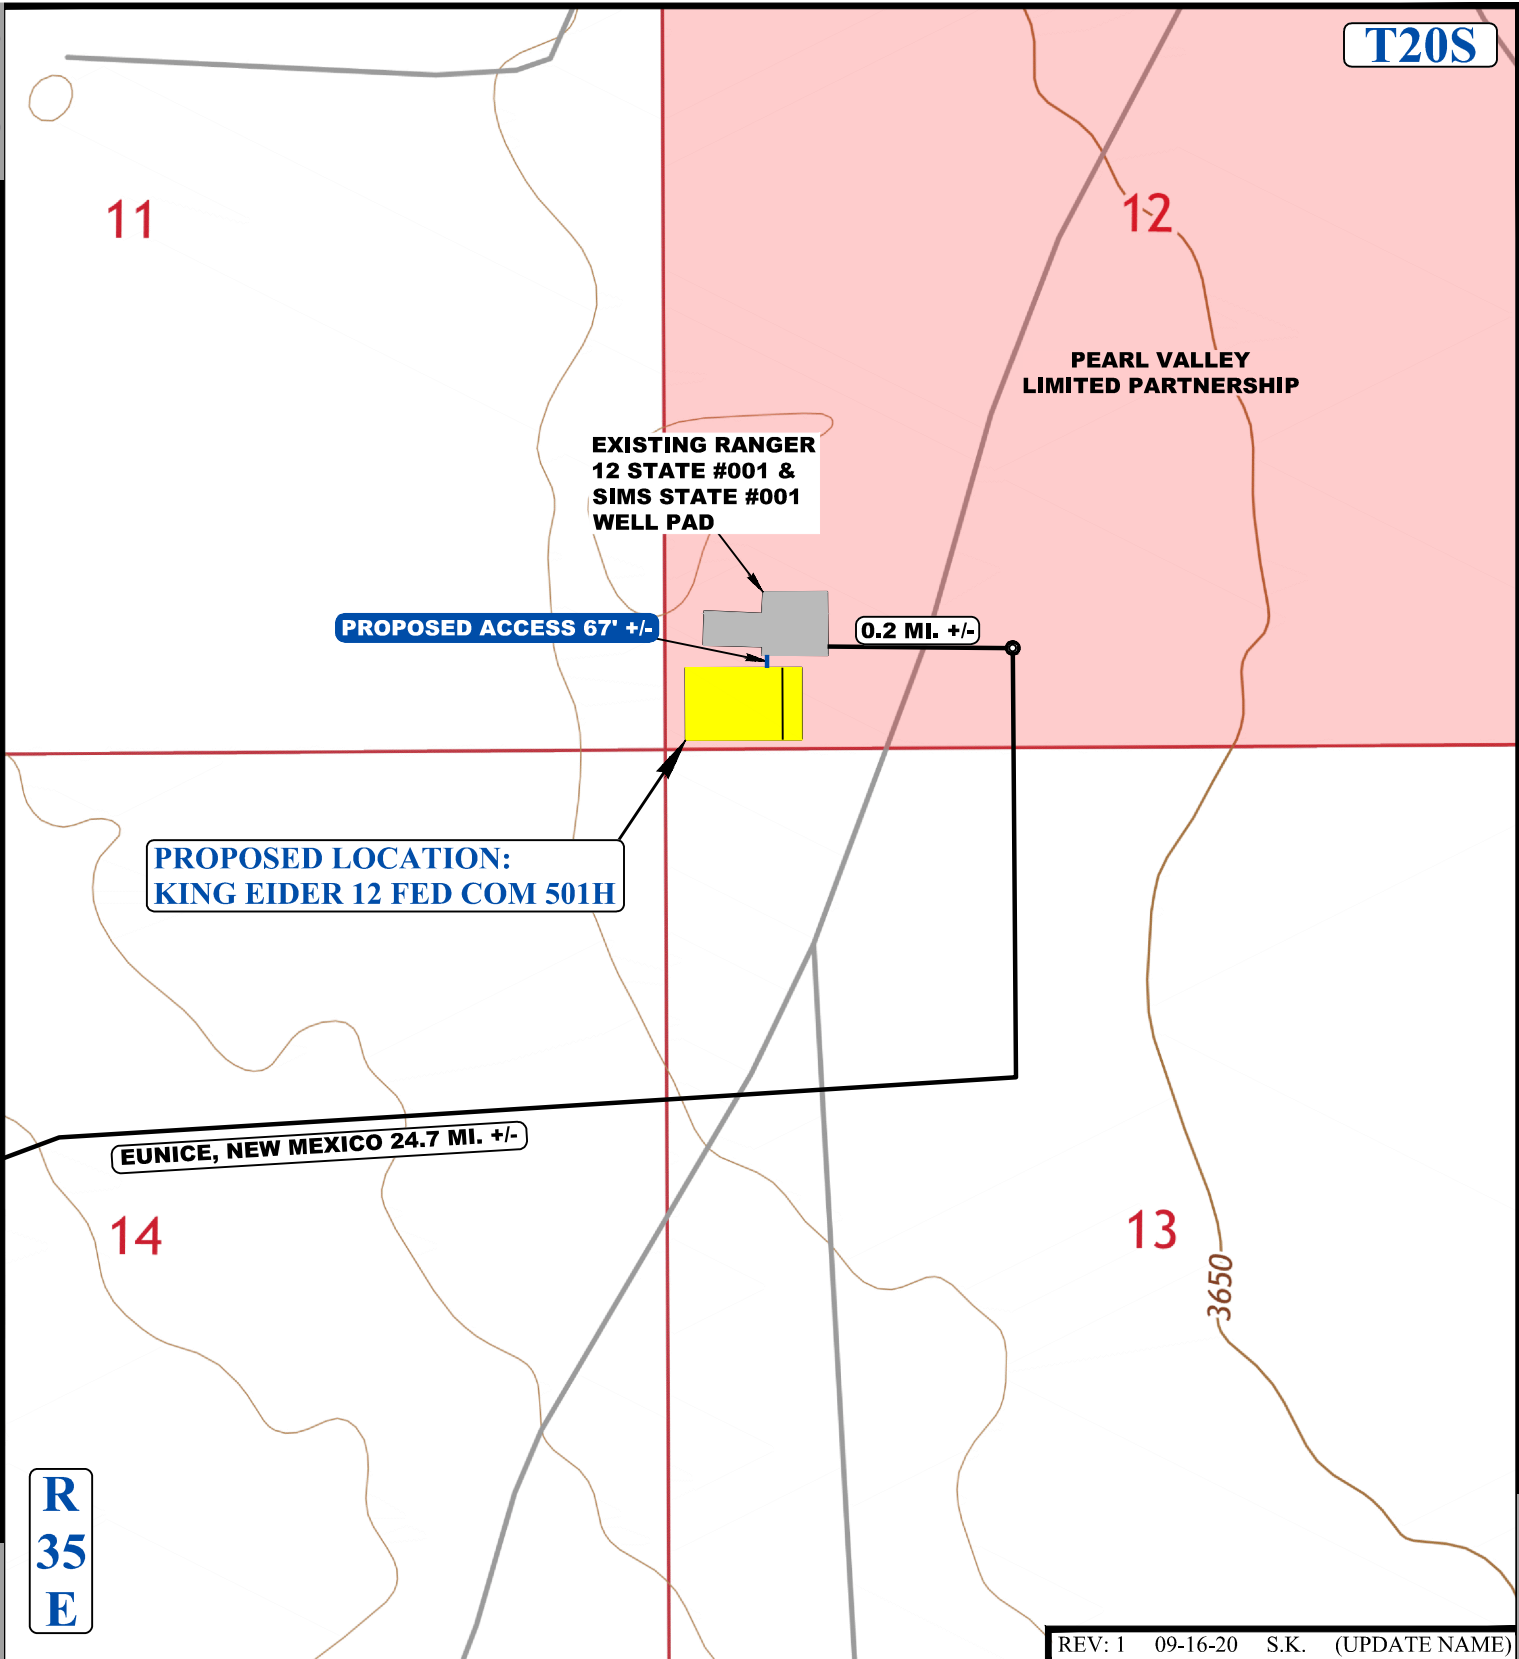 T20S
11
12
PEARL VALLEY
LIMITED PARTNERSHIP
EXISTING RANGER
12 STATE #001 &
SIMS STATE #001
WELL PAD
PROPOSED ACCESS 67' +/-
0.2 MI. +/-
PROPOSED LOCATION:
KING EIDER 12 FED COM 501H
EUNICE, NEW MEXICO 24.7 MI. +/-
14
13
3650
R
35
E
REV: 1 09-16-20 S.K. (UPDATE NAME)